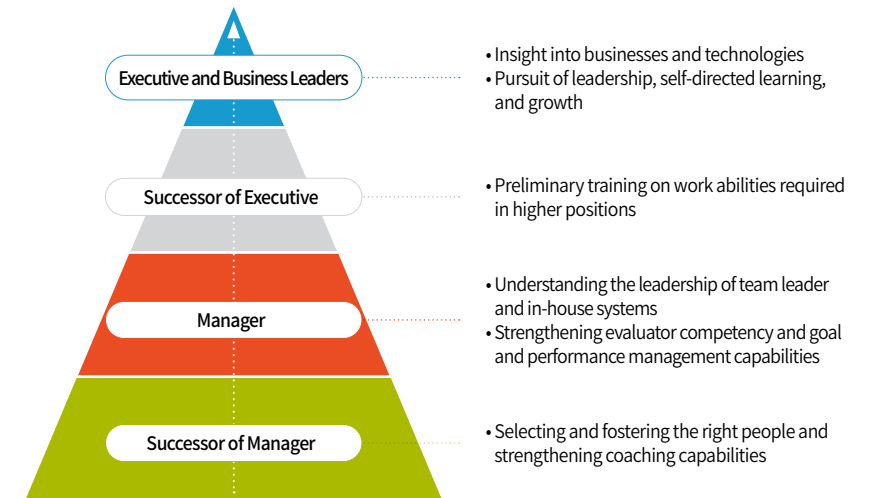 Executive and Business Leaders
• Insight into businesses and technologies
• Pursuit of leadership, self-directed learning,
and growth
Successor of Executive
• Preliminary training on work abilities required
in higher positions
Manager
• Understanding the leadership of team leader
and in-house systems
• Strengthening evaluator competency and goal
and performance management capabilities
Successor of Manager
• Selecting and fostering the right people and
strengthening coaching capabilities